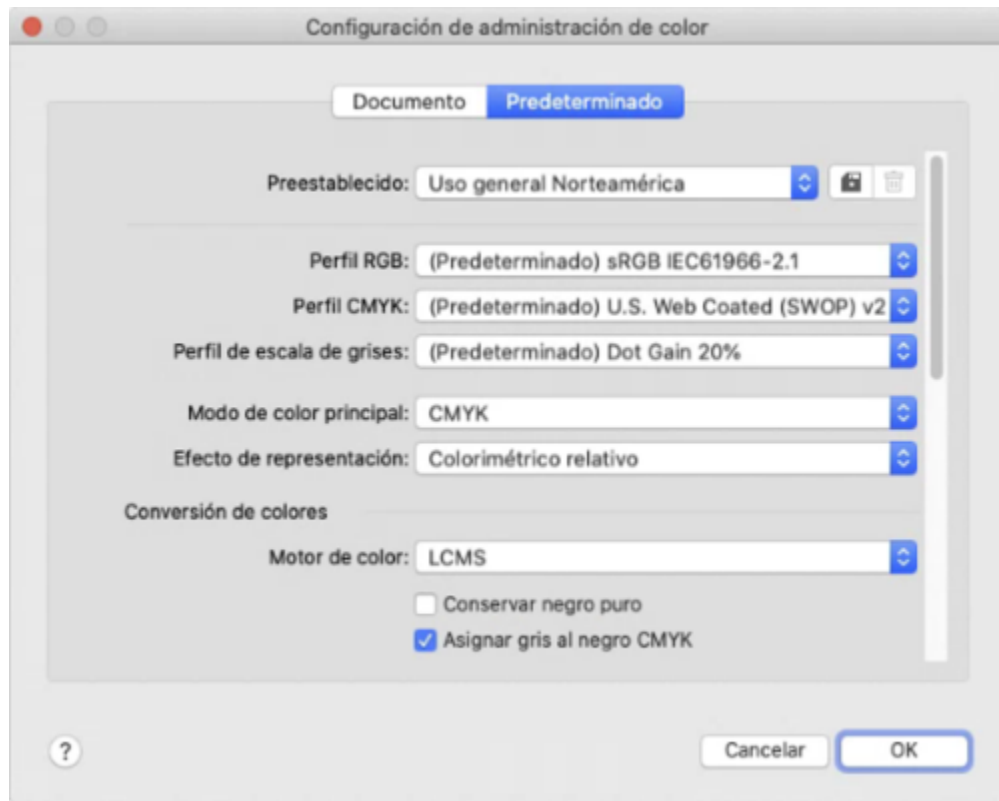 Configuración de administración de color
Documento Predeterminado
Preestablecido: Uso general Norteamérica
Perfil RGB: (Predeterminado) sRGB IEC61966-2.1
Perfil CMYK: (Predeterminado) U.S. Web Coated (SWOP) v2
Perfil de escala de grises: (Predeterminado) Dot Gain 20%
Modo de color principal: CMYK
Efecto de representación: Colorimétrico relativo
Conversión de colores
Motor de color: LCMS
Conservar negro puro
Asignar gris al negro CMYK
? Cancelar OK